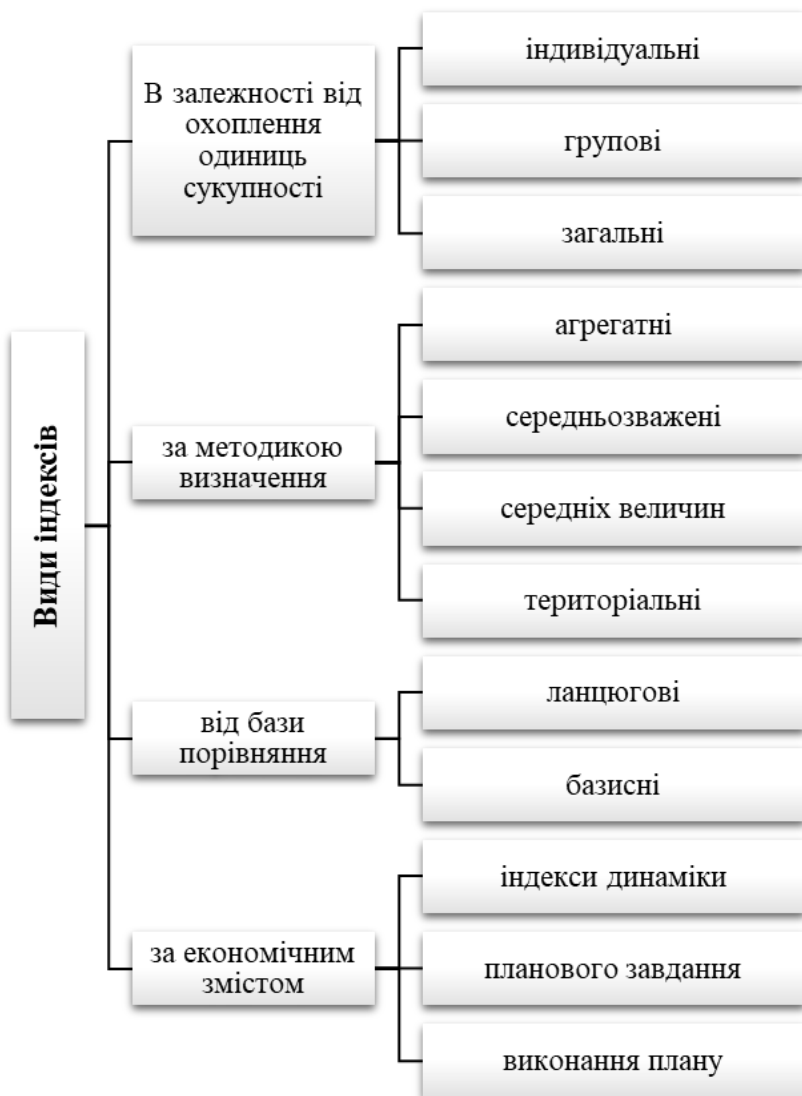 Види індексів
В залежності від
охоплення
одиниць
сукупності
індивідуальні
групові
загальні
за методикою
визначення
агрегатні
середньозважені
середніх величин
територіальні
від бази
порівняння
ланцюгові
базисні
за економічним
змістом
індекси динаміки
планового завдання
виконання плану